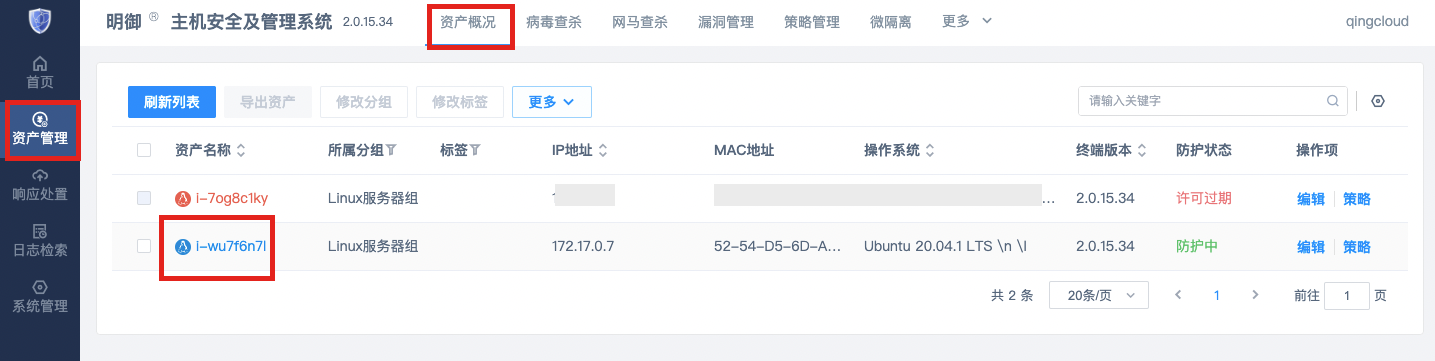 明御 ® 主机安全及管理系统 2.0.15.34 资产概况 病毒查杀 网马查杀 漏洞管理 策略管理 微隔离 更多 qingcloud
首页
资产管理
响应处置
日志检索
系统管理
刷新列表 导出资产 修改分组 修改标签 更多 请输入关键字
资产名称 所属分组 标签 IP地址 MAC地址 操作系统 终端版本 防护状态 操作项
i-7og8c1ky Linux服务器组 ... 2.0.15.34 许可过期 编辑 策略
i-wu7f6n7l Linux服务器组 172.17.0.7 52-54-D5-6D-A... Ubuntu 20.04.1 LTS \n \l 2.0.15.34 防护中 编辑 策略
共 2 条 20条/页 1 前往 1 页